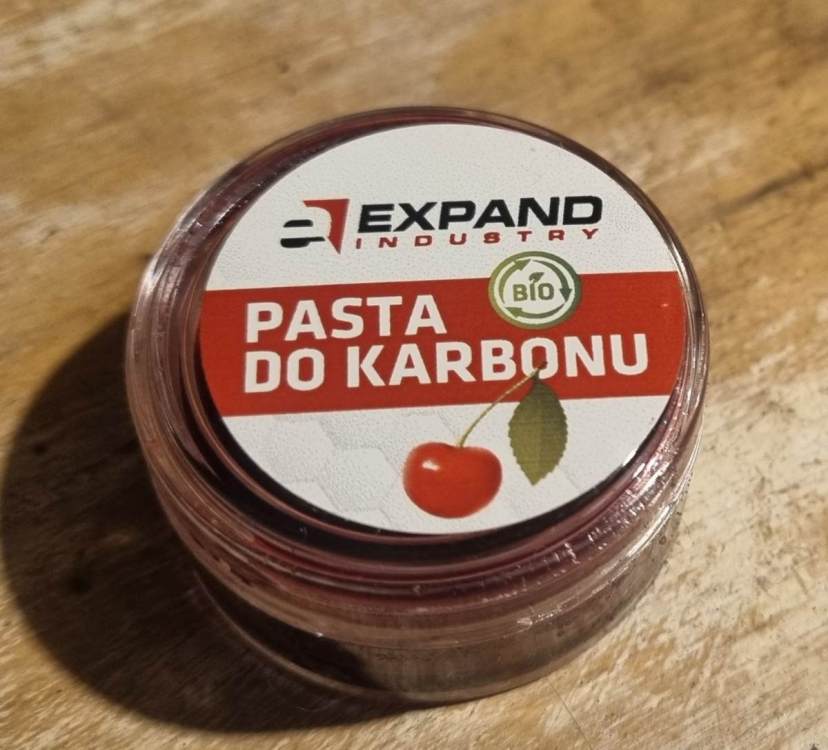 EXPAND
INDUSTRY
BIO
PASTA
DO KARBONU